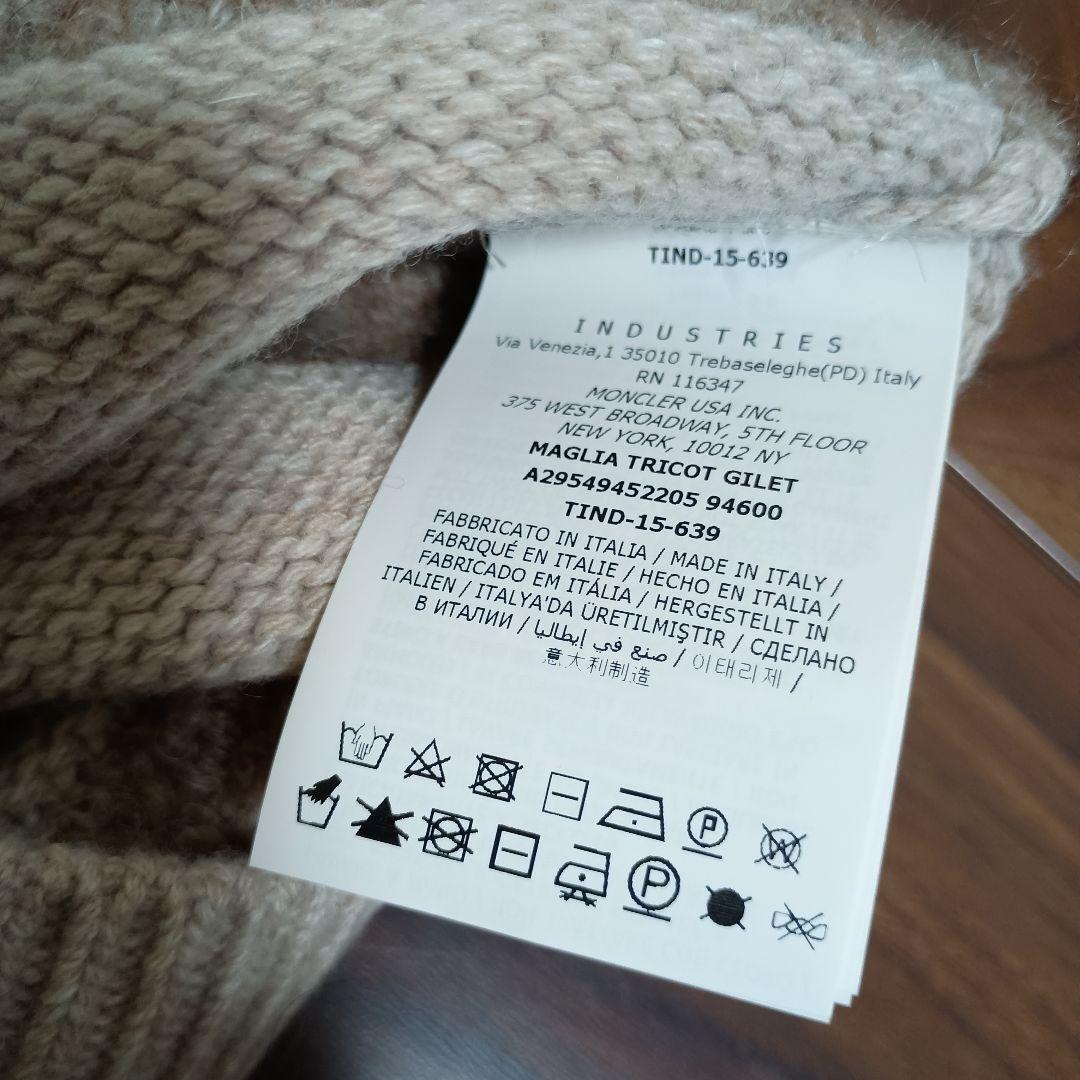 TIND-15-639
INDUSTRIES
Via Venezia,1 35010 Trebaseleghe(PD) Italy
RN 116347
MONCLER USA INC.
375 WEST BROADWAY, 5TH FLOOR
NEW YORK, 10012 NY
MAGLIA TRICOT GILET
A29549452205 94600
TIND-15-639
FABBRICATO IN ITALIA / MADE IN ITALY /
FABRIQUÉ EN ITALIE / HECHO EN ITALIA /
FABRICADO EM ITÁLIA / HERGESTELLT IN
ITALIEN / ITALYA'DA ÜRETILMIŞTIR / СДЕЛАНО
В ИТАЛИИ / صنع في إيطاليا / 이태리제 /
意大利制造
P W
P